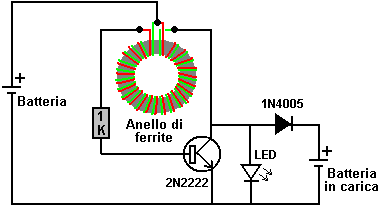 +
Batteria
1
K
Anello di
ferrite
2N2222
1N4005
LED
+
Batteria
in carica